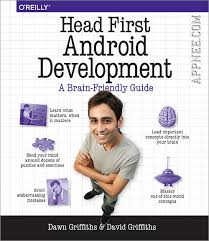 O'REILLY®
Head First
Android
Development
A Brain-Friendly Guide
APPNEE.COM
Learn what
matters, when
it matters
Load important
concepts directly into
your brain
Bend your mind
around dozens of
puzzles and exercises
Avoid
embarrassing
mistakes
Master
out-of-this-world
concepts
Dawn Griffiths & David Griffiths